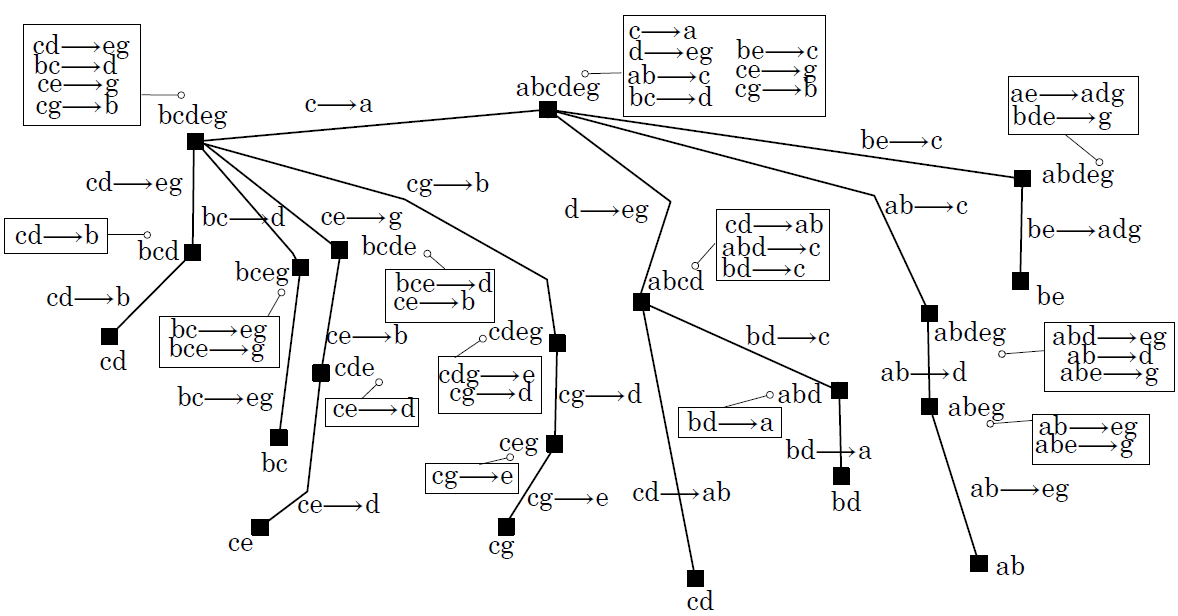 cd⟶eg
bc⟶d
ce⟶g
cg⟶b
bcdeg
c⟶a
abcdeg
c⟶a
d⟶eg
ab⟶c
bc⟶d
be⟶c
ce⟶g
cg⟶b
ae⟶adg
bde⟶g
be⟶c
abdeg
cd⟶eg
bc⟶d
ce⟶g
cg⟶b
d⟶eg
ab⟶c
cd⟶b
bcd
bceg
bcde
bce⟶d
ce⟶b
cd⟶ab
abd⟶c
bd⟶c
abcd
be⟶adg
be
cd⟶b
cd
bc⟶eg
bce⟶g
ce⟶b
cde
ce⟶d
cdeg
cdg⟶e
cg⟶d
cg⟶d
bd⟶c
abd
bd⟶a
abdeg
abd⟶eg
ab⟶d
abe⟶g
ab⟶d
abeg
ab⟶eg
abe⟶g
bc⟶eg
bc
ceg
cg⟶e
bd⟶a
bd
ce⟶d
ce
cg⟶e
cg
cd⟶ab
cd
ab⟶eg
ab